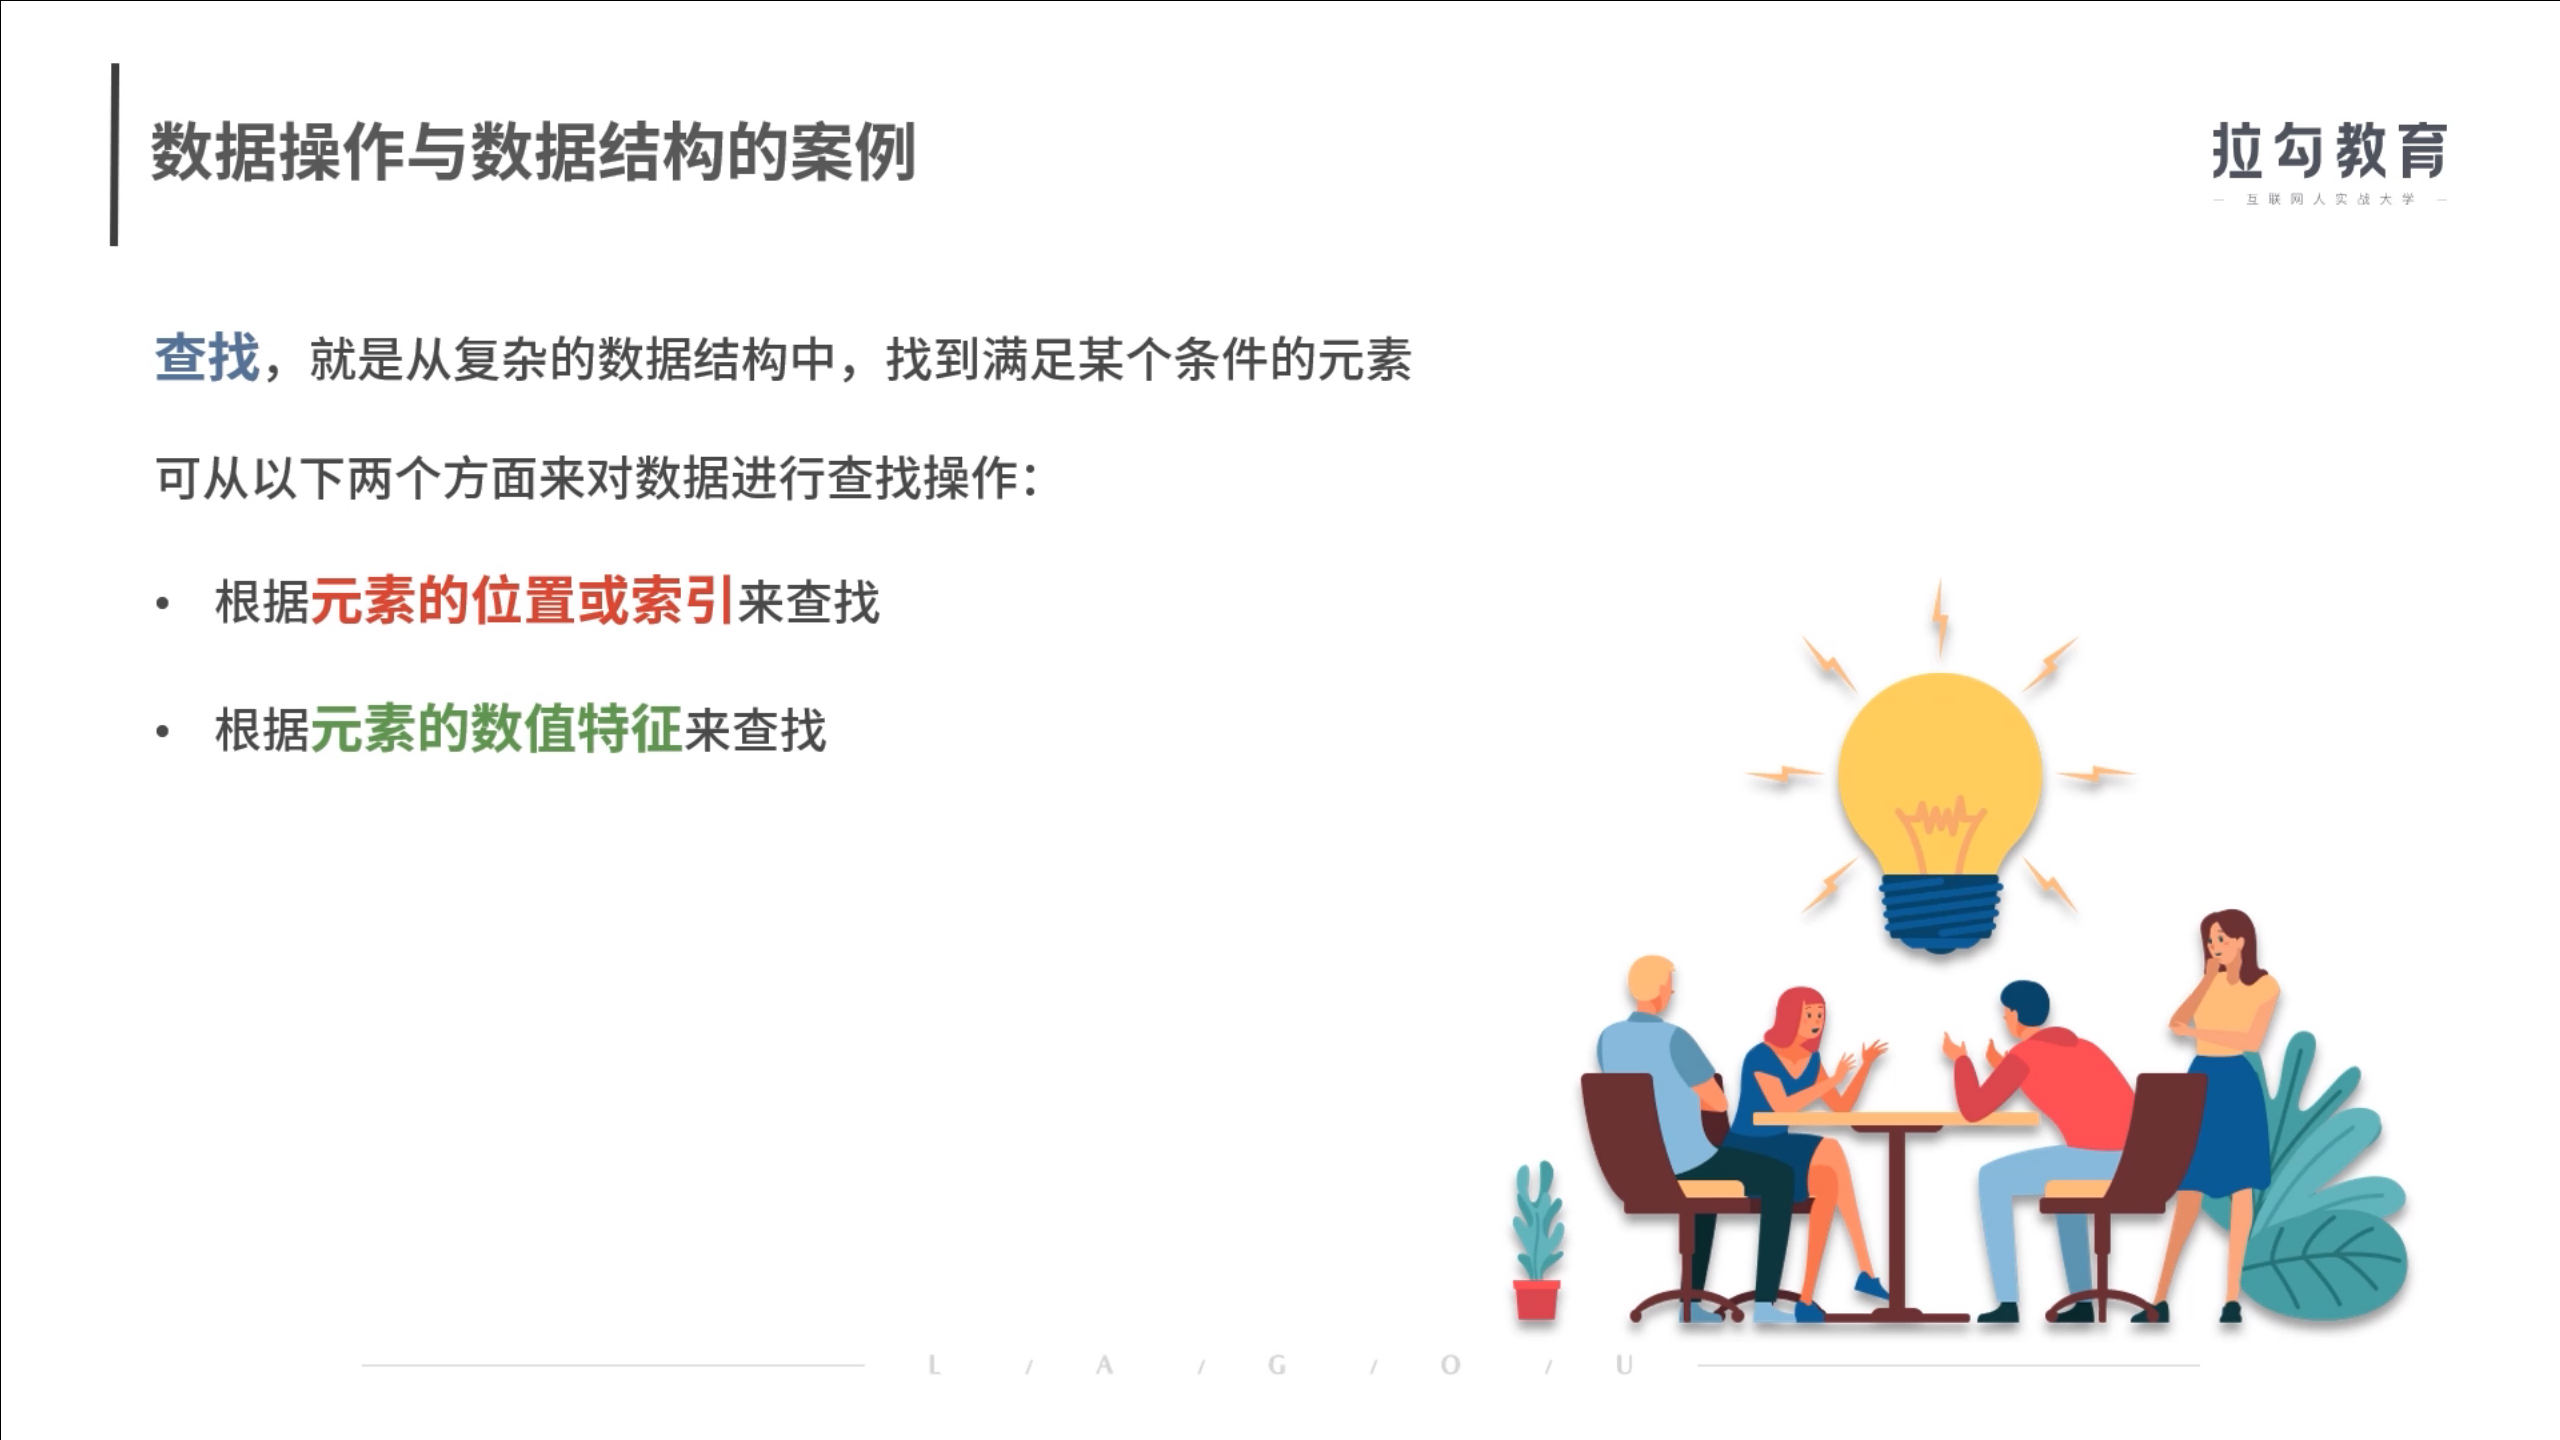 数据操作与数据结构的案例
拉勾教育
— 互联网人实战大学 —
查找，就是从复杂的数据结构中，找到满足某个条件的元素
可从以下两个方面来对数据进行查找操作：
• 根据元素的位置或索引来查找
• 根据元素的数值特征来查找
L / A / G / O / U